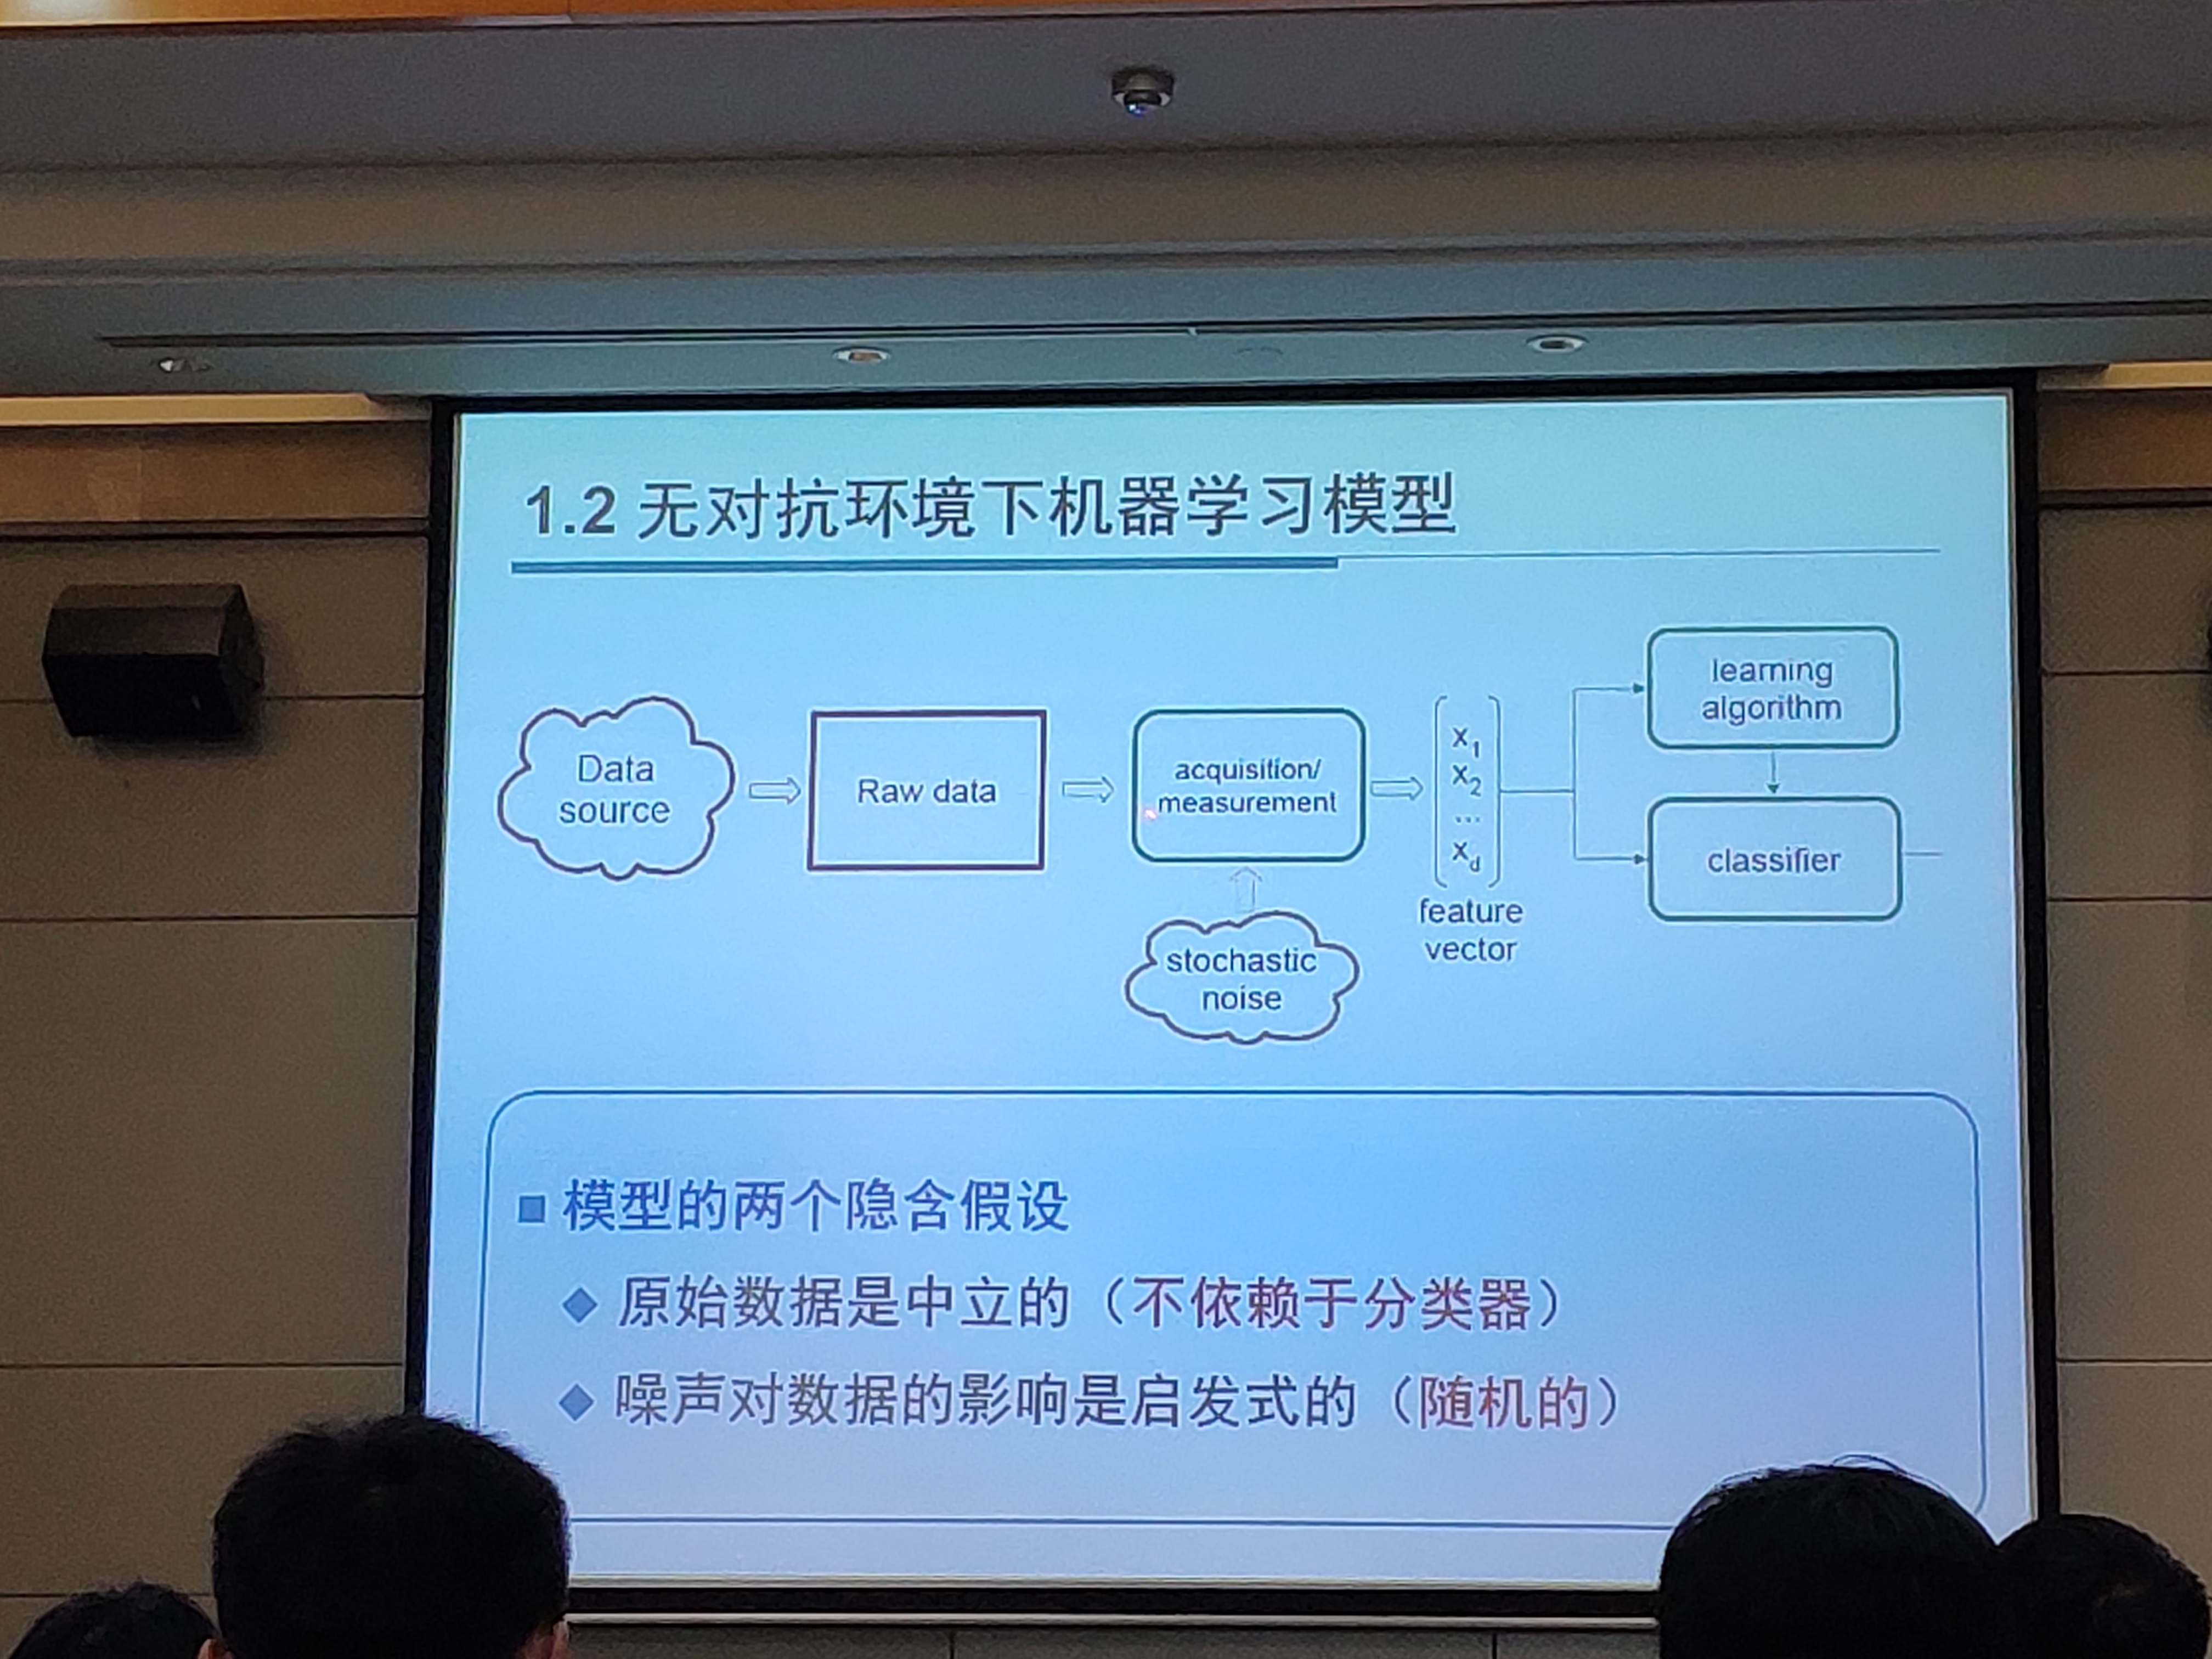 1.2 无对抗环境下机器学习模型
Data
source
Raw data
acquisition/
measurement
stochastic
noise
x1
x2
...
xd
feature
vector
learning
algorithm
classifier
模型的两个隐含假设
原始数据是中立的（不依赖于分类器）
噪声对数据的影响是启发式的（随机的）